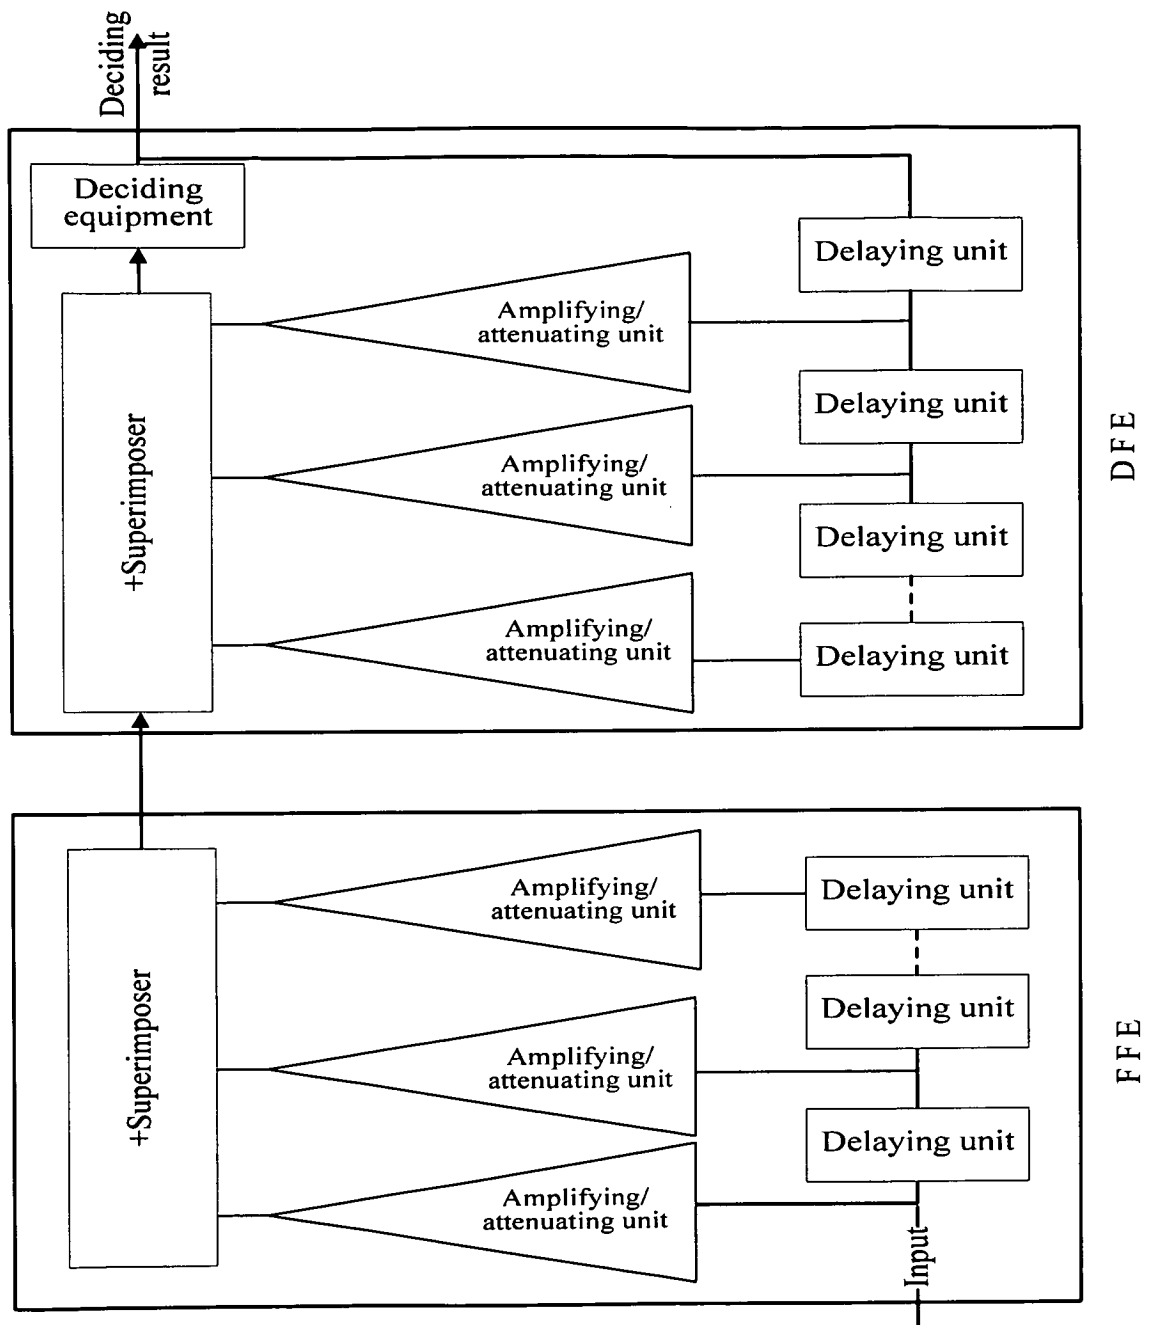 Deciding
result
Deciding
equipment
Delaying unit
Amplifying/
attenuating unit
Delaying unit
+Superimposer
Amplifying/
attenuating unit
Delaying unit
Amplifying/
attenuating unit
Delaying unit
DFE
Amplifying/
attenuating unit
Delaying unit
+Superimposer
Amplifying/
attenuating unit
Delaying unit
Amplifying/
attenuating unit
Delaying unit
Input
FFE